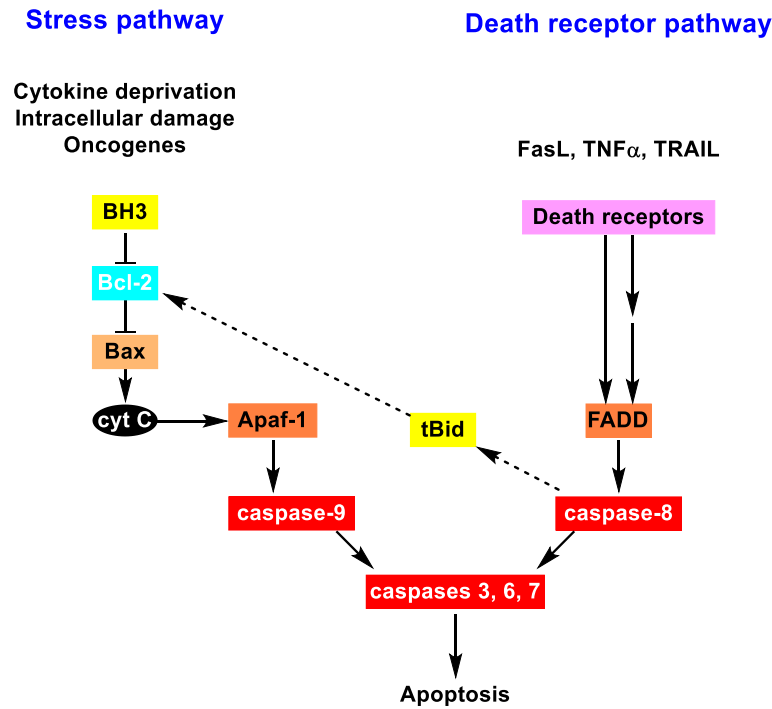 Stress pathway
Death receptor pathway
Cytokine deprivation
Intracellular damage
Oncogenes
FasL, TNFα, TRAIL
BH3
Death receptors
Bcl-2
Bax
cyt C
Apaf-1
tBid
FADD
caspase-9
caspase-8
caspases 3, 6, 7
Apoptosis